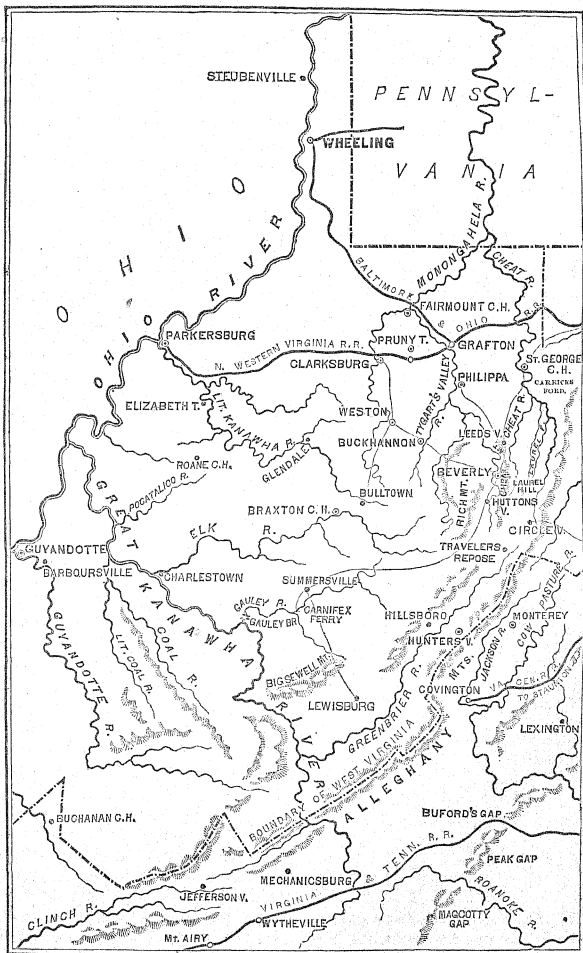 STEUBENVILLE
PENNSYL-
VANIA
WHEELING
OHIO
OHIO RIVER
MONONGAHELA R.
CHEAT R.
BALTIMORE & OHIO R.R.
FAIRMOUNT C.H.
PARKERSBURG
PRUNY T.
GRAFTON
N. WESTERN VIRGINIA R.R.
CLARKSBURG
ST. GEORGE
C.H.
CARRICKS
FORD.
PHILIPPA
ELIZABETH T.
LIT. KANAWHA R.
WESTON
TYGART'S VALLEY R.
CHEAT R.
BUCKHANNON
LEEDS V.
LAUREL F.
ROANE C.H.
GLENDALE
BEVERLY
RICH MT.
LAUREL
HILL
GREAT KANAWHA RIVER
POCATALICO R.
BULLTOWN
HUTTONS
V.
BRAXTON C.H.
CIRCLE V.
ELK R.
GUYANDOTTE
TRAVELERS
REPOSE
BARBOURSVILLE
CHARLESTOWN
SUMMERSVILLE
GAULEY R.
GAULEY BR.
CARNIFEX
FERRY
HILLSBORO
MONTEREY
COW PASTURE R.
HUNTERS V.
JACKSON R.
GUYANDOTTE R.
LIT. COAL R.
COAL R.
BIG SEWELL MT.
COVINGTON
VA. CEN. R.R.
TO STAUNTON
LEWISBURG
GREENBRIER R.
LEXINGTON
BOUNDARY OF WEST VIRGINIA
ALLEGHANY MTS.
BUCHANAN C.H.
BUFORD'S GAP
PEAK GAP
MECHANICSBURG
VIRGINIA & TENN. R.R.
JEFFERSON V.
ROANOKE R.
CLINCH R.
WYTHEVILLE
MAGCOTTY
GAP
MT. AIRY